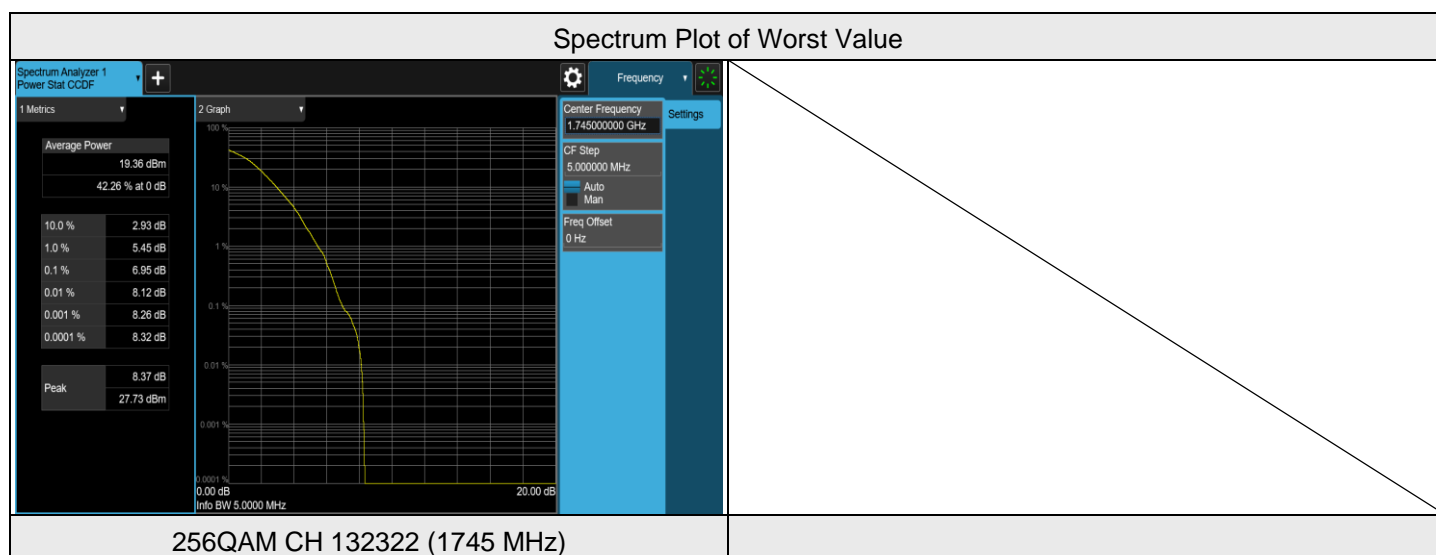 Spectrum Plot of Worst Value
Spectrum Analyzer 1
Power Stat CCDF
+
Frequency
1 Metrics
Average Power
19.36 dBm
42.26 % at 0 dB
10.0 % 2.93 dB
1.0 % 5.45 dB
0.1 % 6.95 dB
0.01 % 8.12 dB
0.001 % 8.26 dB
0.0001 % 8.32 dB
Peak 8.37 dB
27.73 dBm
2 Graph
100 %
10 %
1 %
0.1 %
0.01 %
0.001 %
0.0001 %
0.00 dB 20.00 dB
Info BW 5.0000 MHz
Center Frequency
1.745000000 GHz
CF Step
5.000000 MHz
Auto
Man
Freq Offset
0 Hz
Settings
256QAM CH 132322 (1745 MHz)